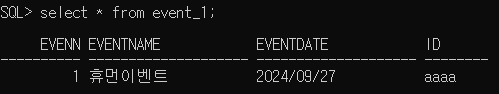 SQL> select * from event_1;
EVENN EVENTNAME EVENTDATE ID
---------- -------------------- -------------------- ---------
1 휴먼이벤트 2024/09/27 aaaa